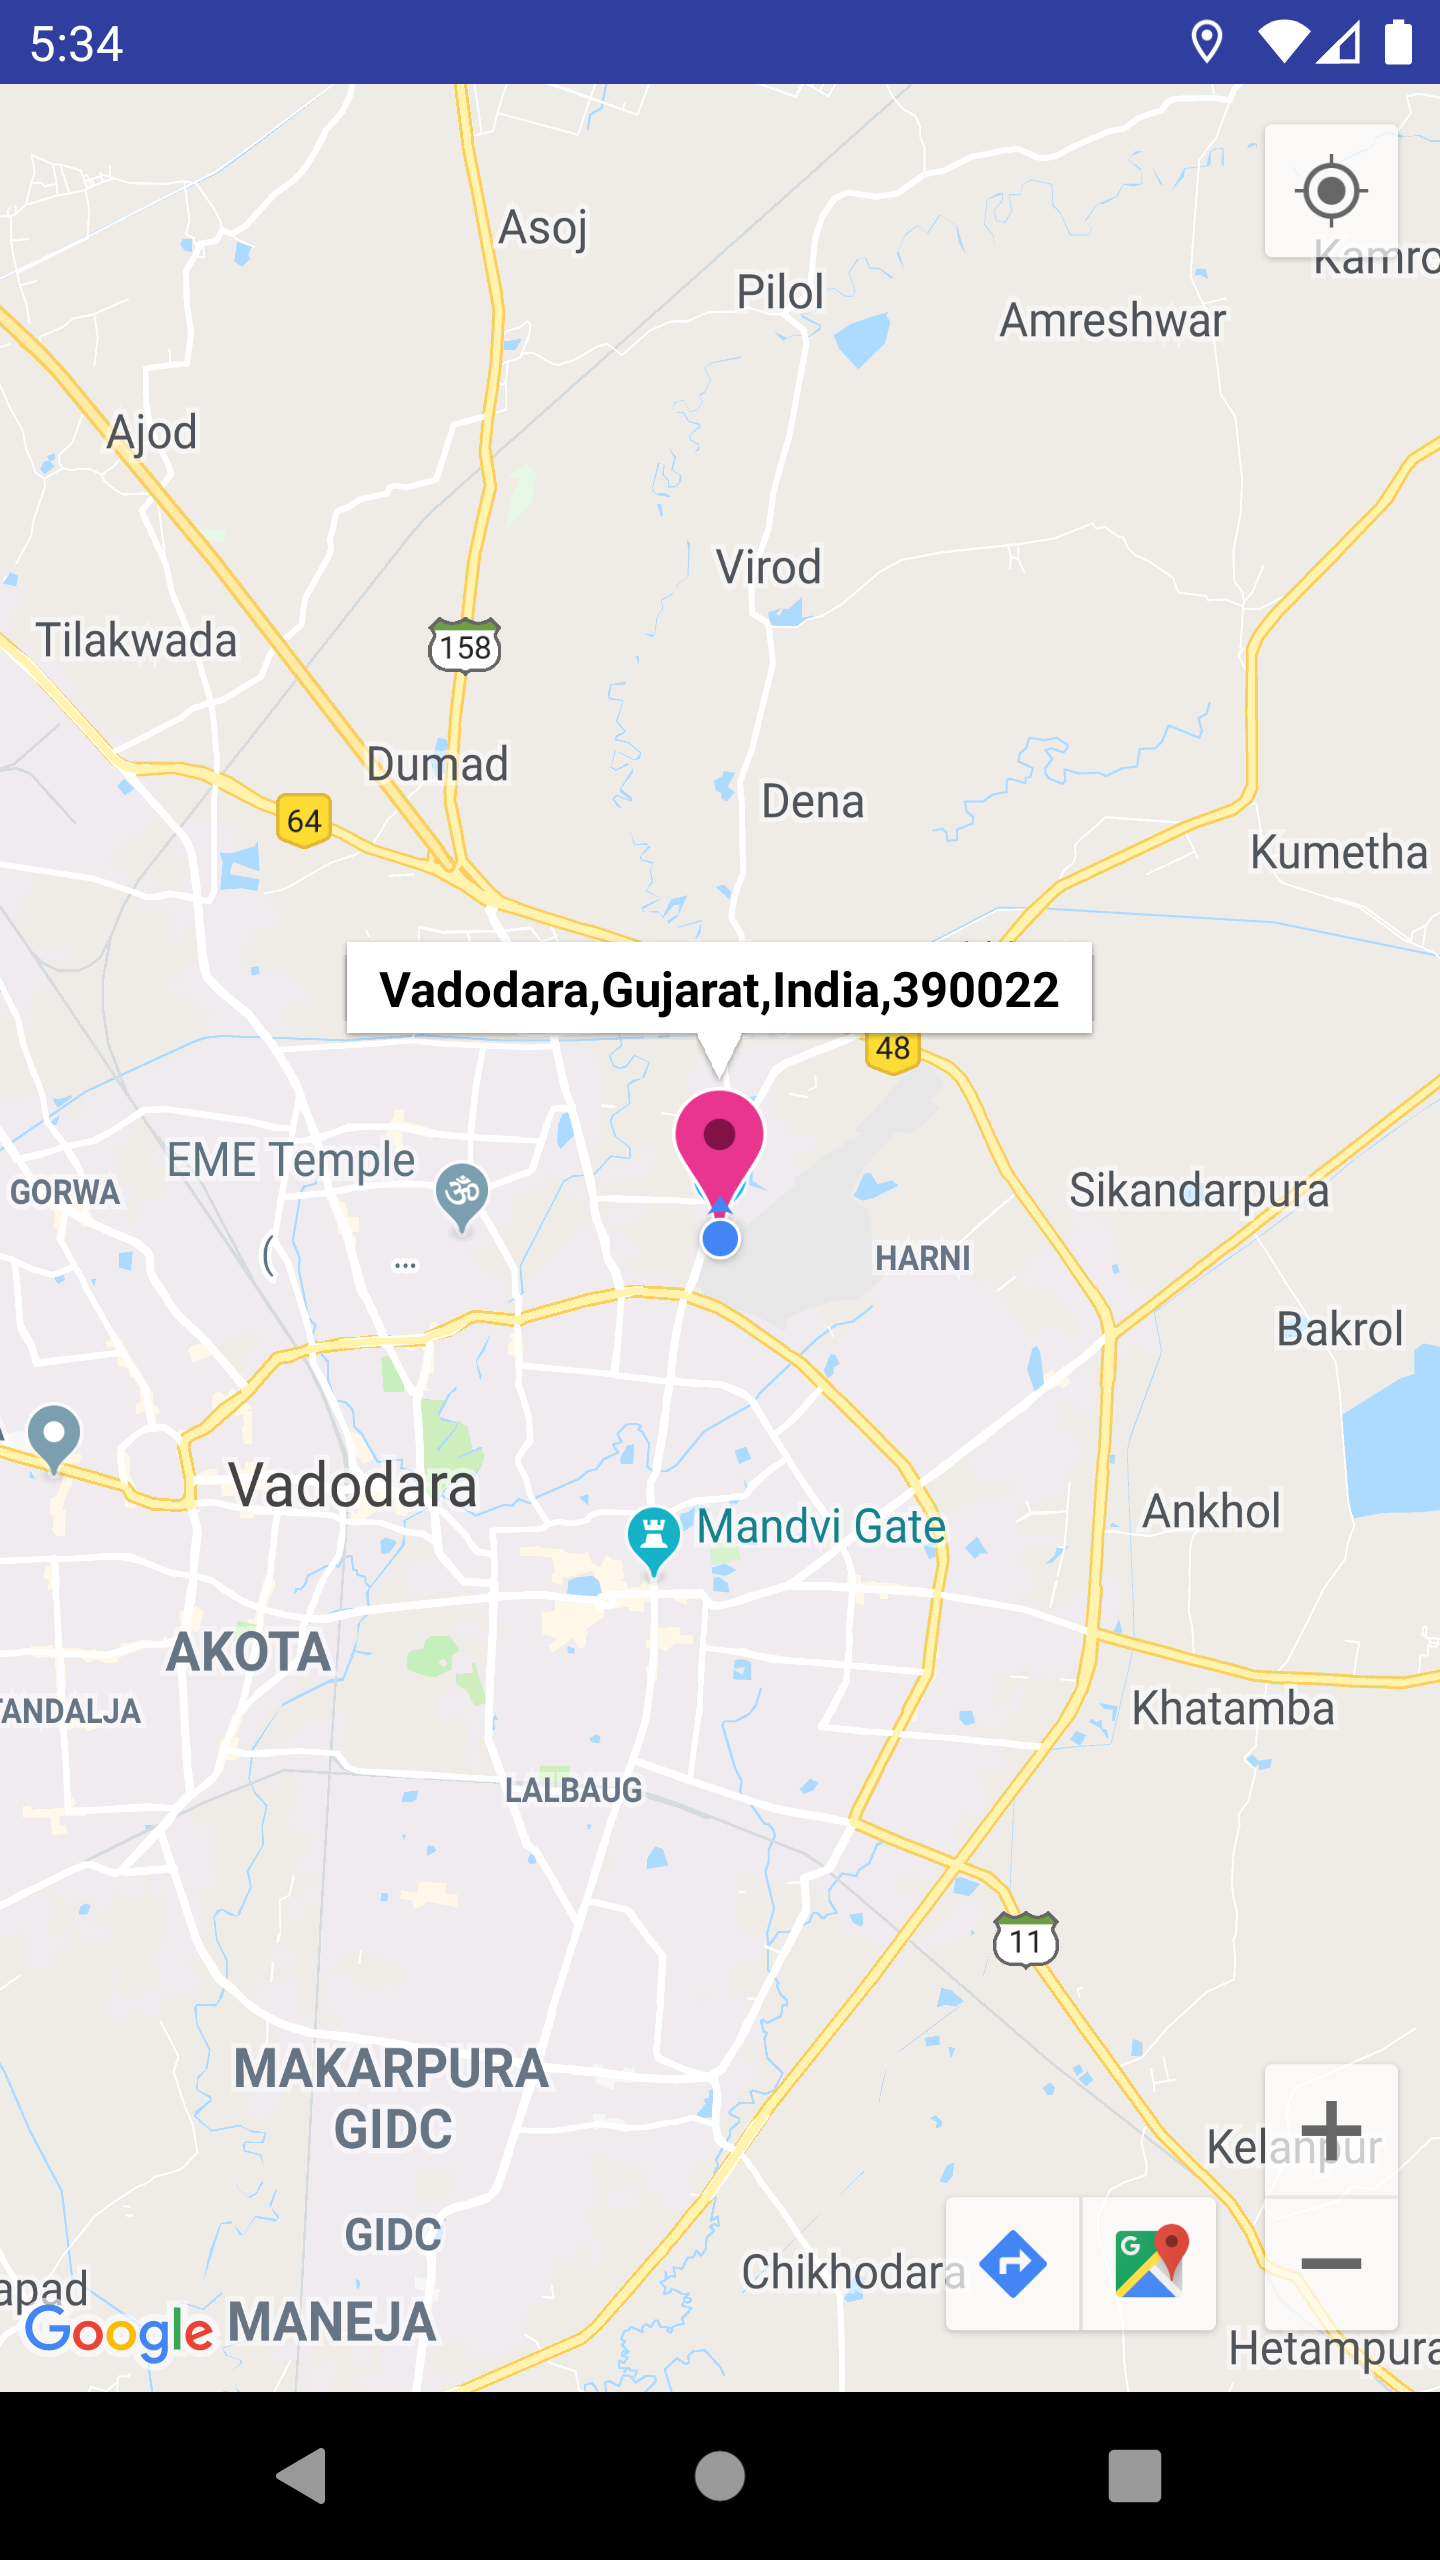 5:34
Asoj
Kamro
Pilol
Amreshwar
Ajod
Virod
Tilakwada
158
Dumad
Dena
64
Kumetha
Vadodara,Gujarat,India,390022
48
EME Temple
GORWA
Sikandarpura
HARNI
( ...
Bakrol
Vadodara
Ankhol
Mandvi Gate
AKOTA
TANDALJA
Khatamba
LALBAUG
11
MAKARPURA
GIDC
Kelanpur
GIDC
Chikhodara
G
apad
Google
MANEJA
Hetampura